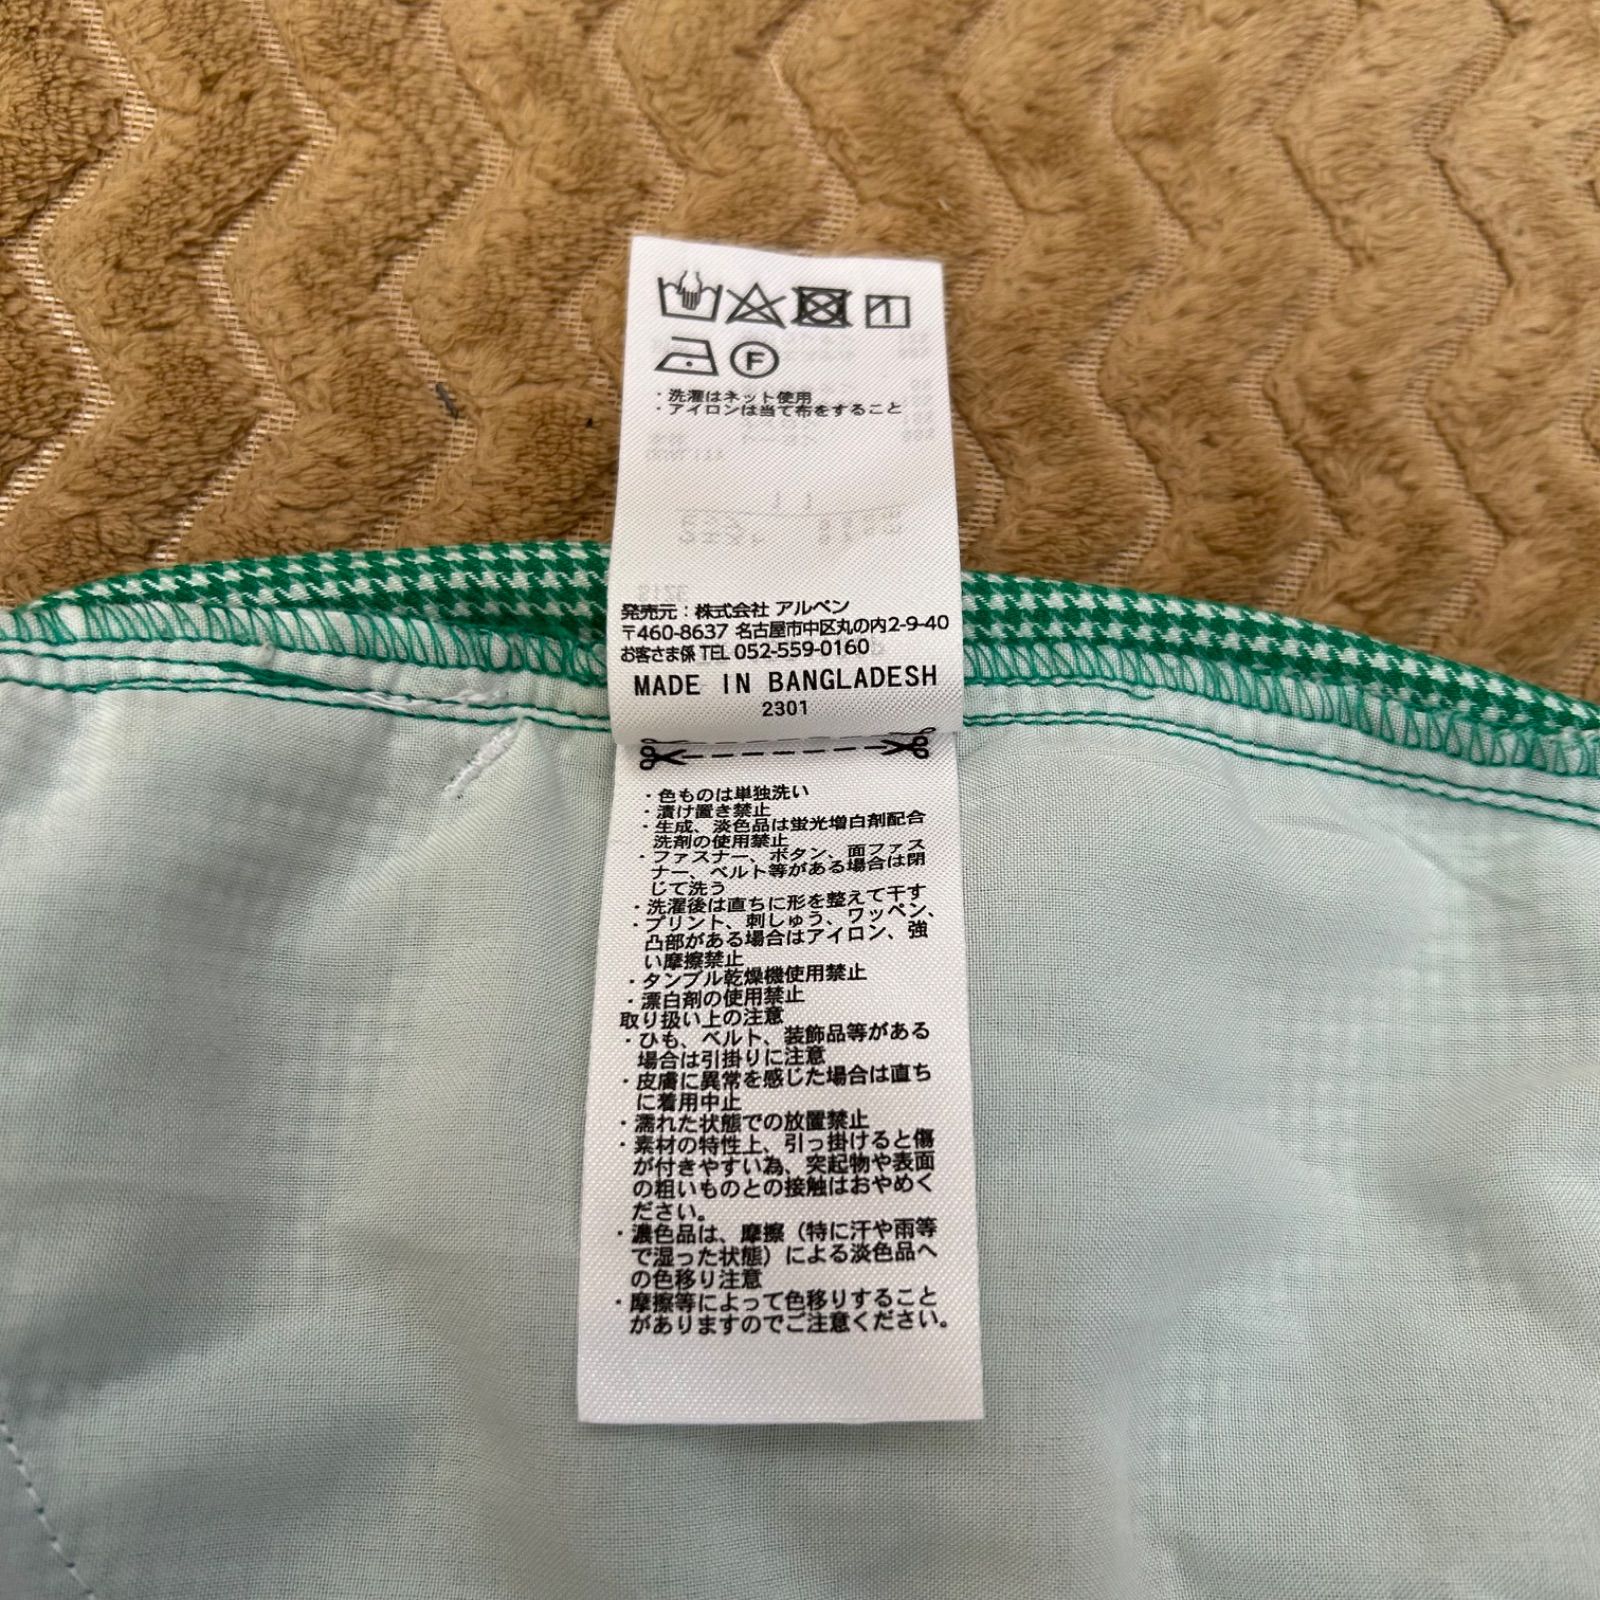 F
・洗濯はネット使用
・アイロンは当て布をすること
発売元：株式会社 アルペン
〒460-8637 名古屋市中区丸の内2-9-40
お客さま係 TEL 052-559-0160
MADE IN BANGLADESH
2301
・色ものは単独洗い
・漬け置き禁止
・生成、淡色品は蛍光増白剤配合
洗剤の使用禁止
・ファスナー、ボタン、面ファス
ナー、ベルト等がある場合は閉
じて洗う
・洗濯後は直ちに形を整えて干す
・プリント、刺しゅう、ワッペン、
凸部がある場合はアイロン、強
い摩擦禁止
・タンブル乾燥機使用禁止
・漂白剤の使用禁止
取り扱い上の注意
・ひも、ベルト、装飾品等がある
場合は引掛りに注意
・皮膚に異常を感じた場合は直ち
に着用中止
・濡れた状態での放置禁止
・素材の特性上、引っ掛けると傷
が付きやすい為、突起物や表面
の粗いものとの接触はおやめく
ださい。
・濃色品は、摩擦（特に汗や雨等
で湿った状態）による淡色品へ
の色移り注意
・摩擦等によって色移りすること
がありますのでご注意ください。